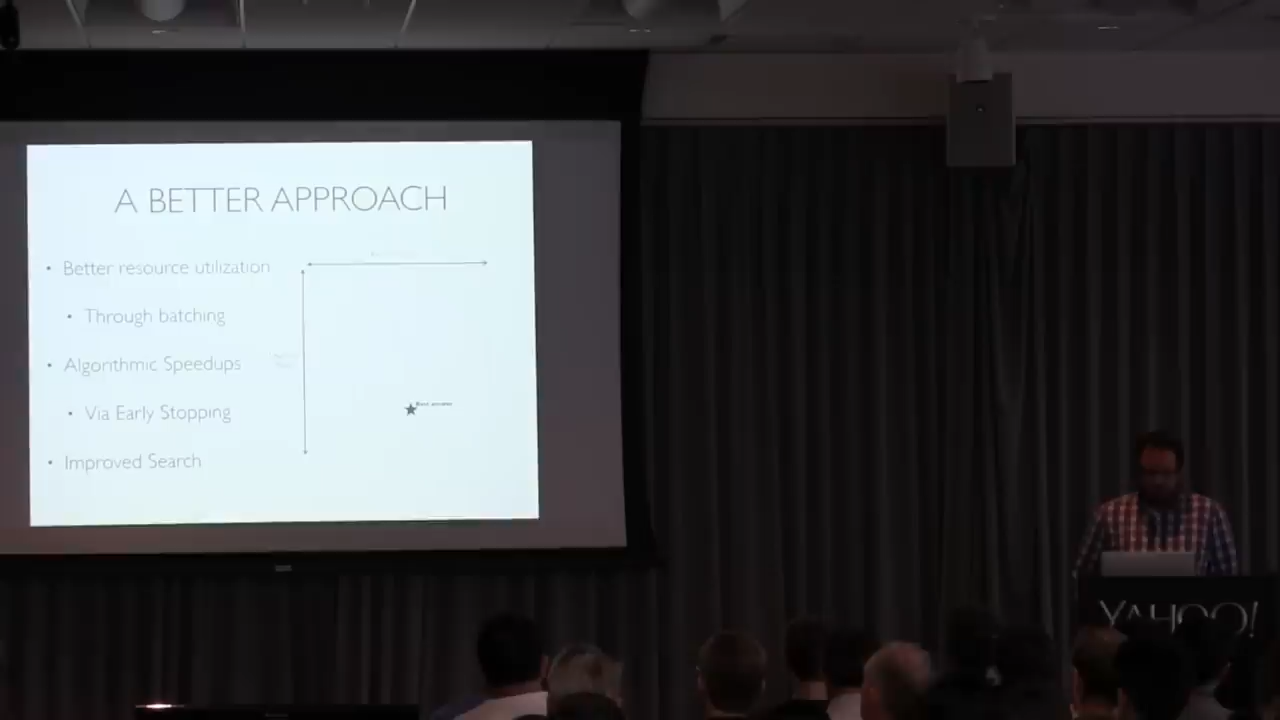 A BETTER APPROACH
• Better resource utilization
• Through batching
• Algorithmic Speedups
• Via Early Stopping
• Improved Search
YAHOO!